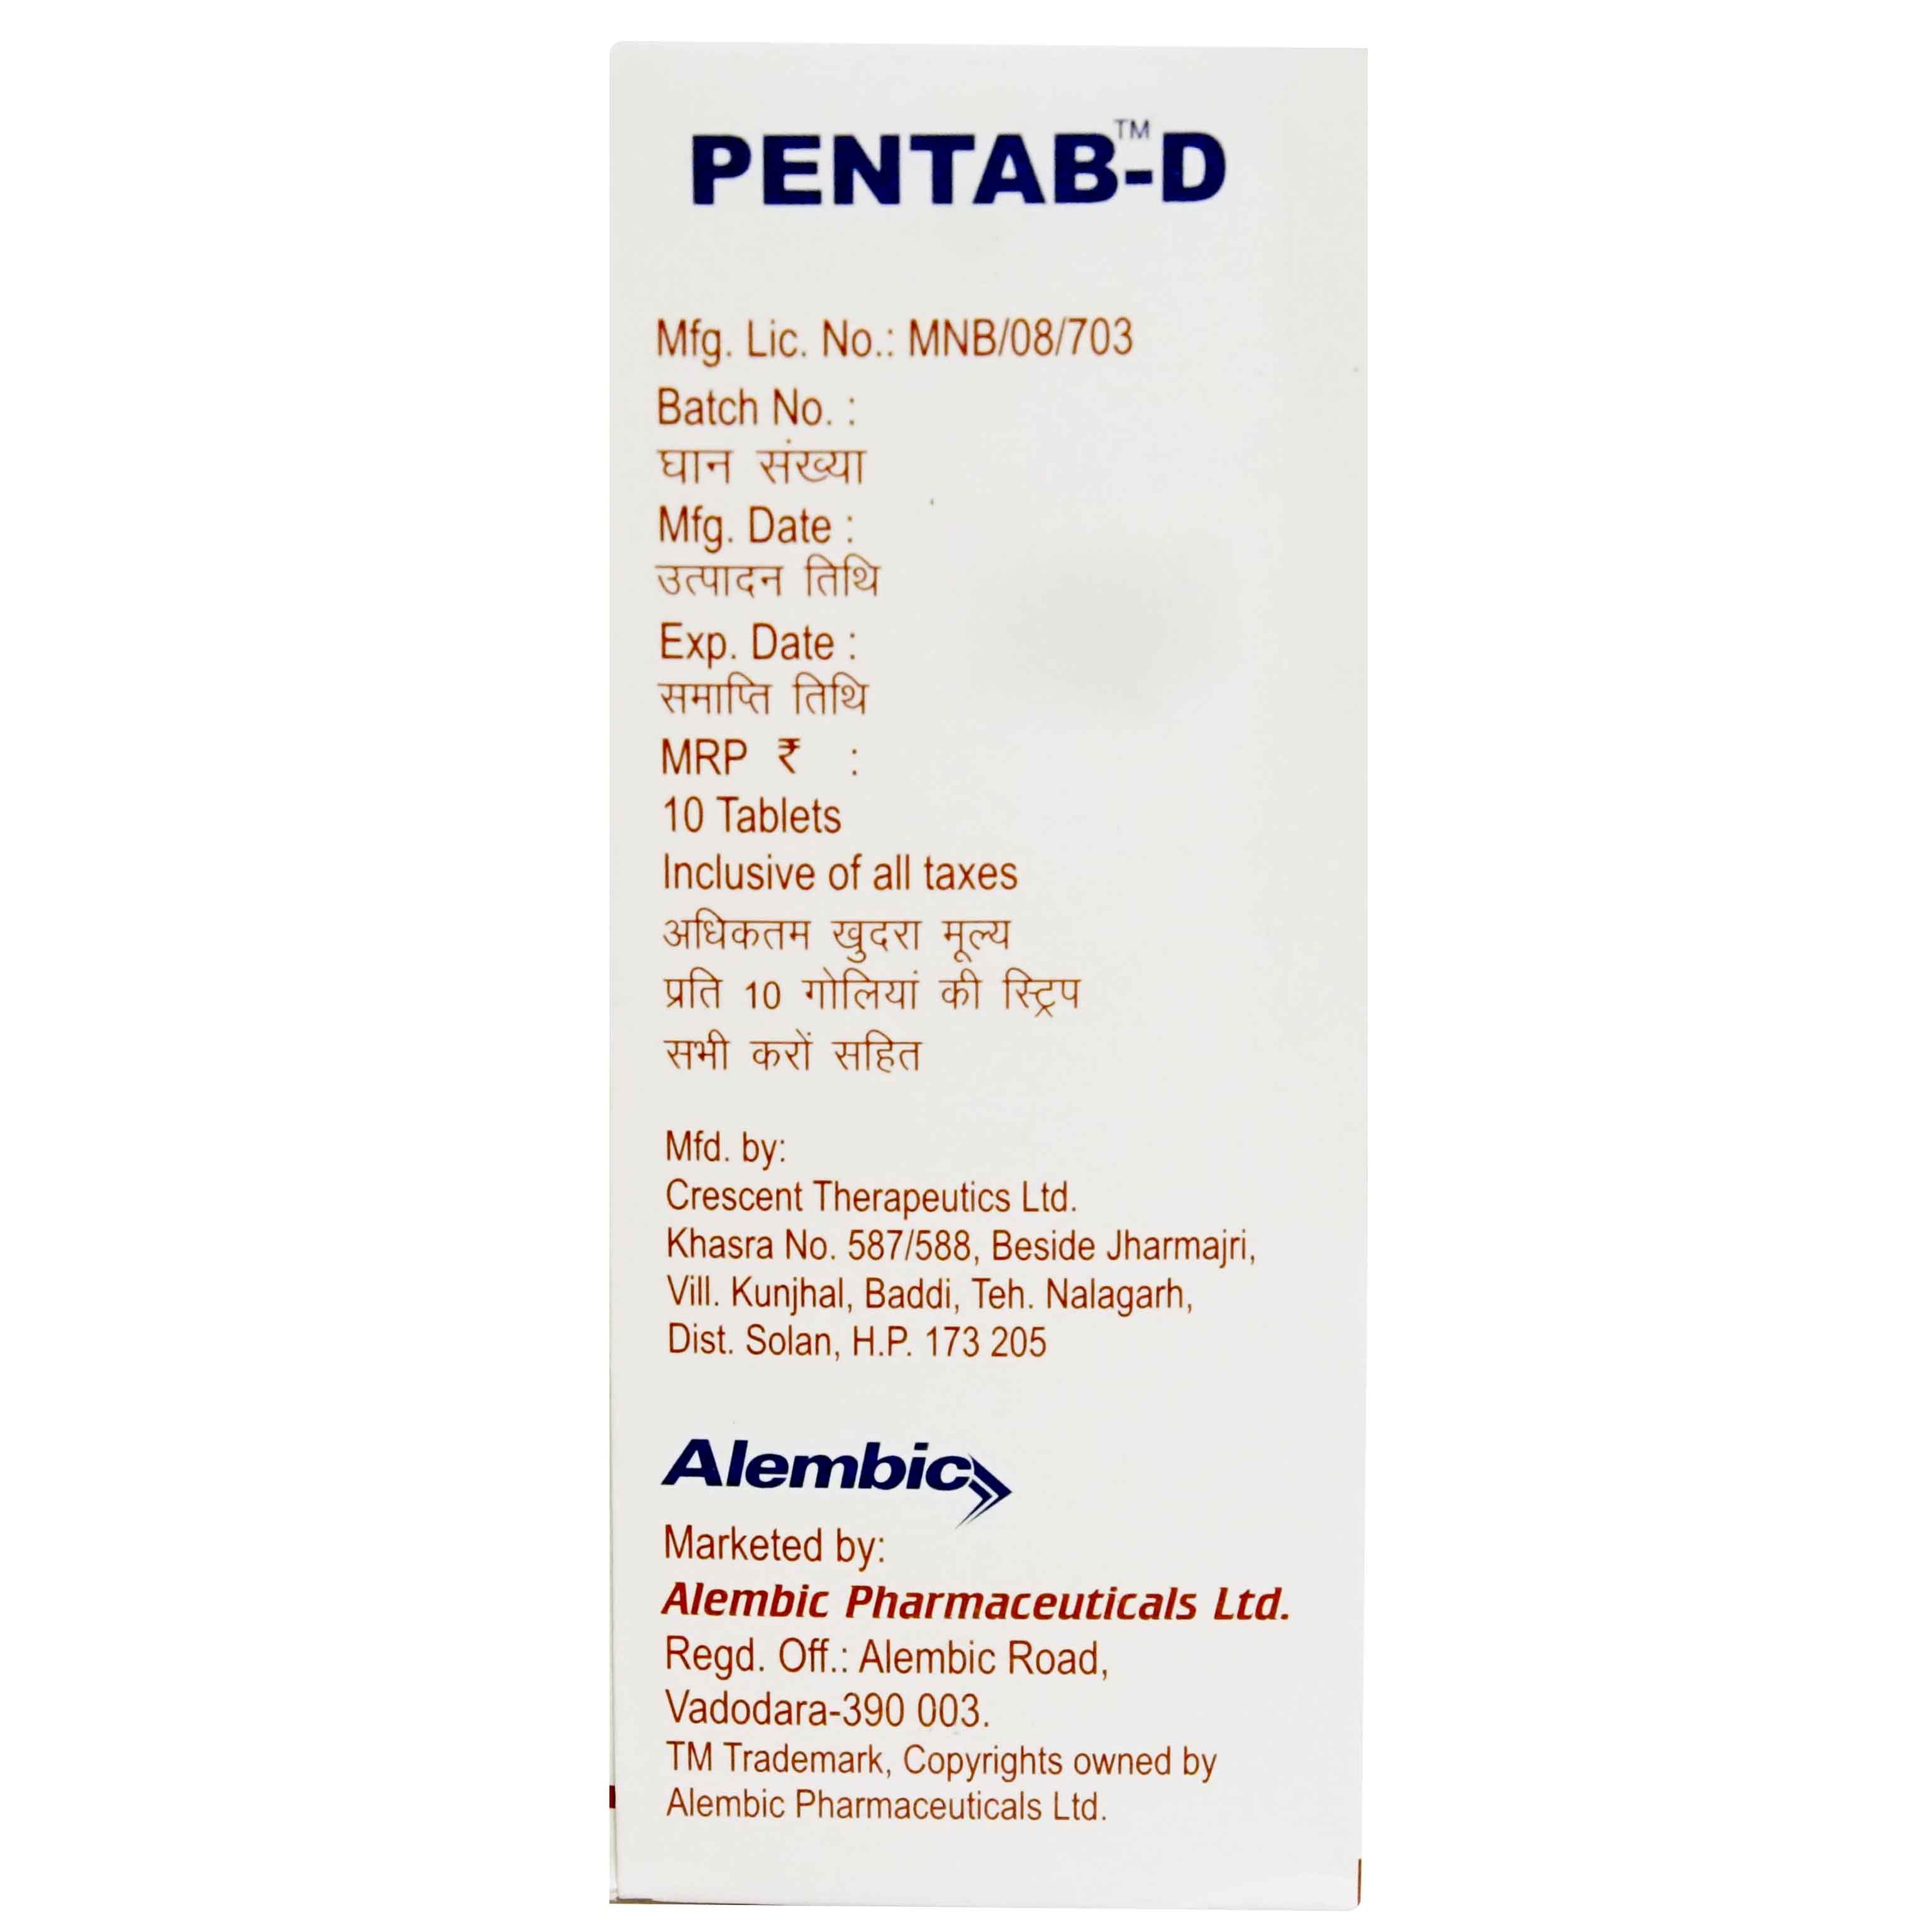 PENTAB™-D
Mfg. Lic. No.: MNB/08/703
Batch No. :
घान संख्या
Mfg. Date :
उत्पादन तिथि
Exp. Date :
समाप्ति तिथि
MRP ₹ :
10 Tablets
Inclusive of all taxes
अधिकतम खुदरा मूल्य
प्रति 10 गोलियां की स्ट्रिप
सभी करों सहित
Mfd. by:
Crescent Therapeutics Ltd.
Khasra No. 587/588, Beside Jharmajri,
Vill. Kunjhal, Baddi, Teh. Nalagarh,
Dist. Solan, H.P. 173 205
Alembic
Marketed by:
Alembic Pharmaceuticals Ltd.
Regd. Off.: Alembic Road,
Vadodara-390 003.
TM Trademark, Copyrights owned by
Alembic Pharmaceuticals Ltd.